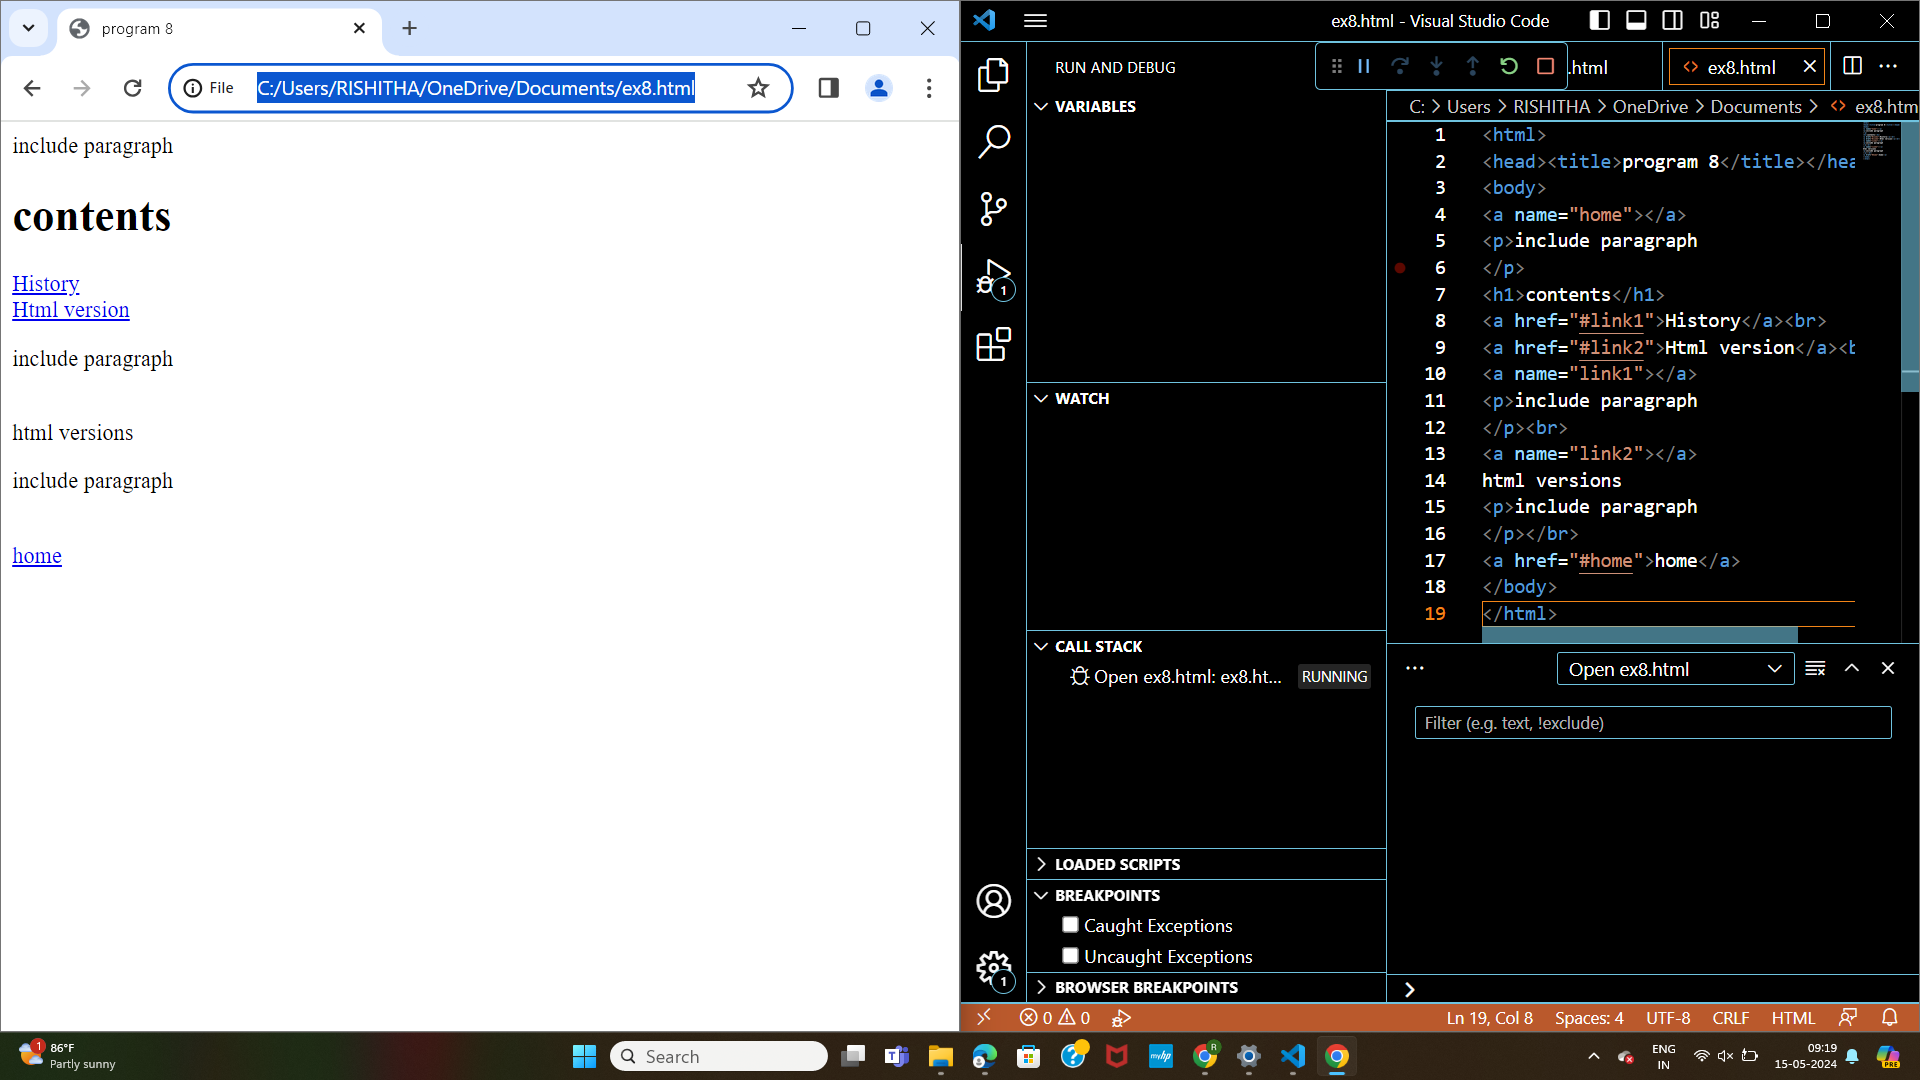 program 8
File
C:/Users/RISHITHA/OneDrive/Documents/ex8.html
include paragraph
contents
History
Html version
include paragraph
html versions
include paragraph
home
ex8.html - Visual Studio Code
RUN AND DEBUG
VARIABLES
WATCH
CALL STACK
Open ex8.html: ex8.ht...
RUNNING
LOADED SCRIPTS
BREAKPOINTS
Caught Exceptions
Uncaught Exceptions
BROWSER BREAKPOINTS
1
1
.html
ex8.html
C: > Users > RISHITHA > OneDrive > Documents > ex8.htm
1 <html>
2 <head><title>program 8</title></hea
3 <body>
4 <a name="home"></a>
5 <p>include paragraph
6 </p>
7 <h1>contents</h1>
8 <a href="#link1">History</a><br>
9 <a href="#link2">Html version</a><b
10 <a name="link1"></a>
11 <p>include paragraph
12 </p><br>
13 <a name="link2"></a>
14 html versions
15 <p>include paragraph
16 </p></br>
17 <a href="#home">home</a>
18 </body>
19 </html>
Open ex8.html
Filter (e.g. text, !exclude)
0 0
Ln 19, Col 8
Spaces: 4
UTF-8
CRLF
HTML
1
86°F
Partly sunny
Search
myhp
R
ENG
IN
09:19
15-05-2024
PRE